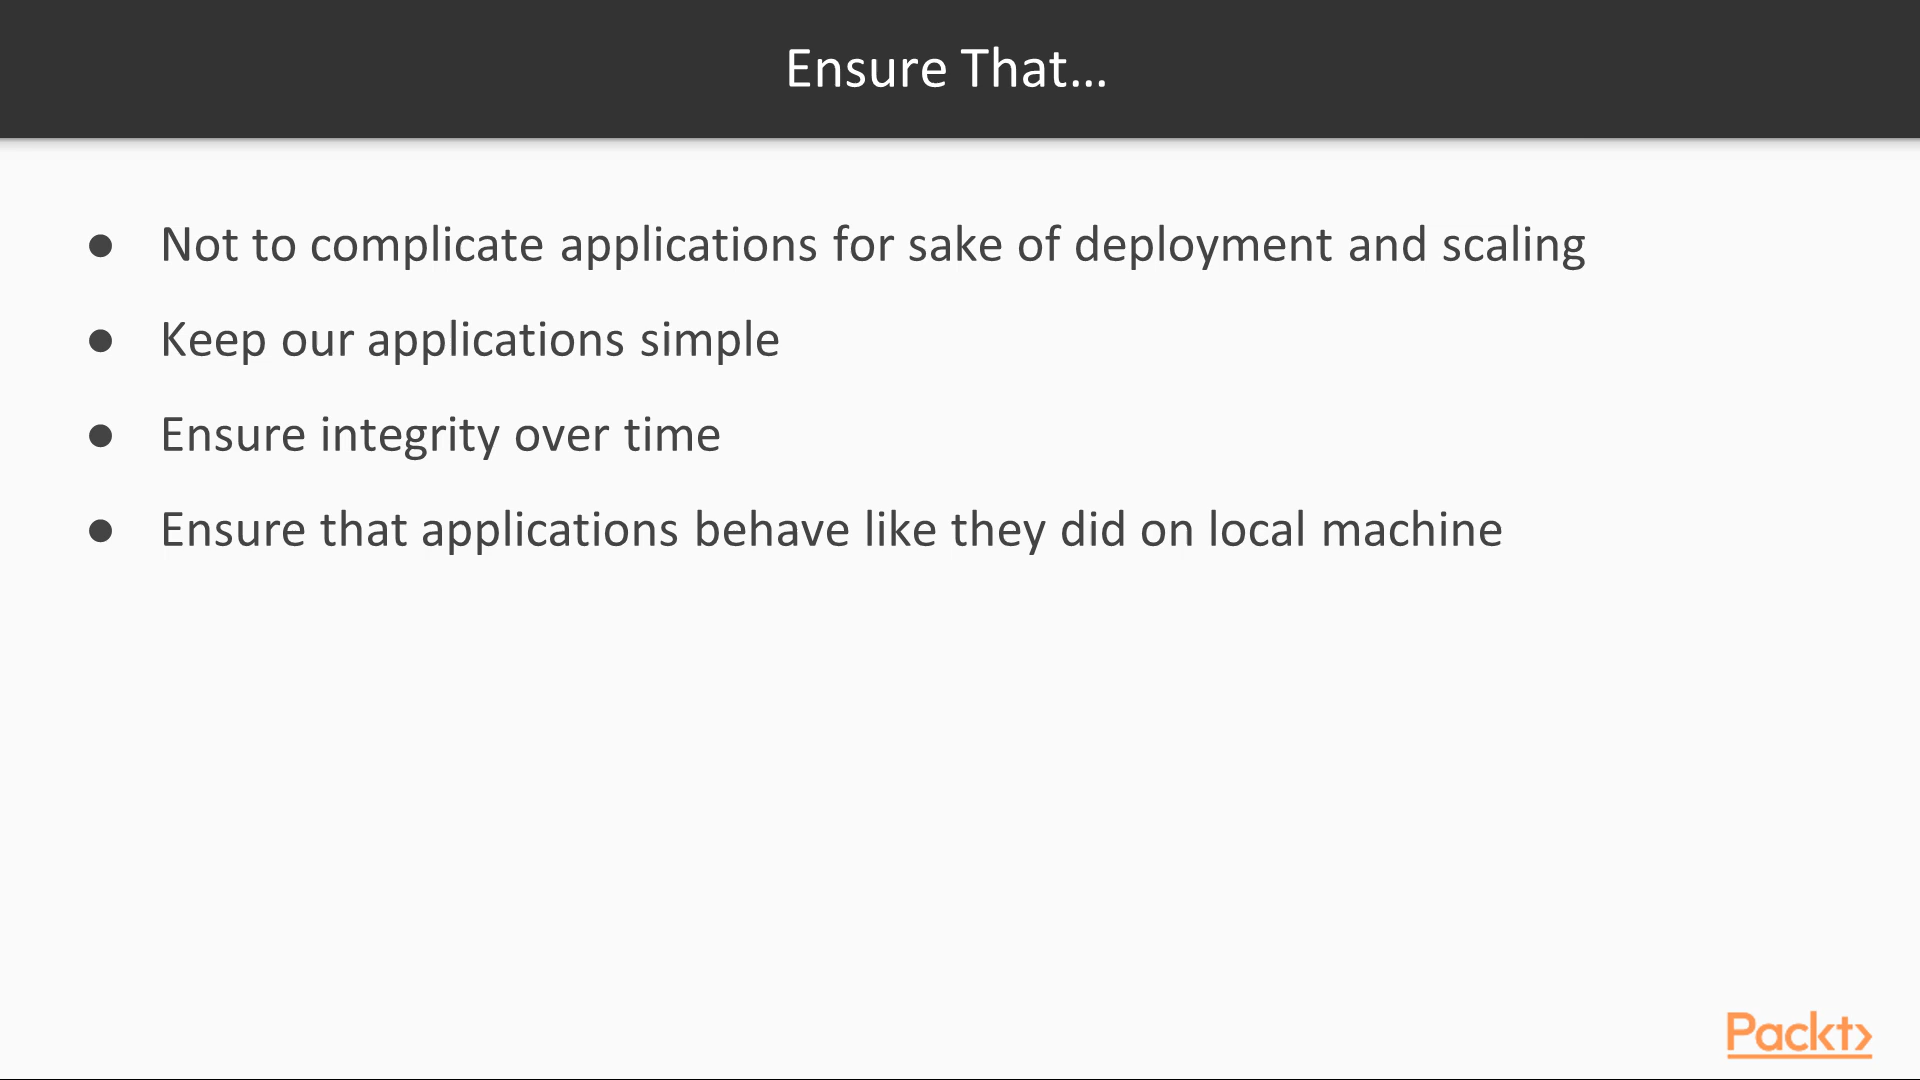 Ensure That...
● Not to complicate applications for sake of deployment and scaling
● Keep our applications simple
● Ensure integrity over time
● Ensure that applications behave like they did on local machine
Packt>